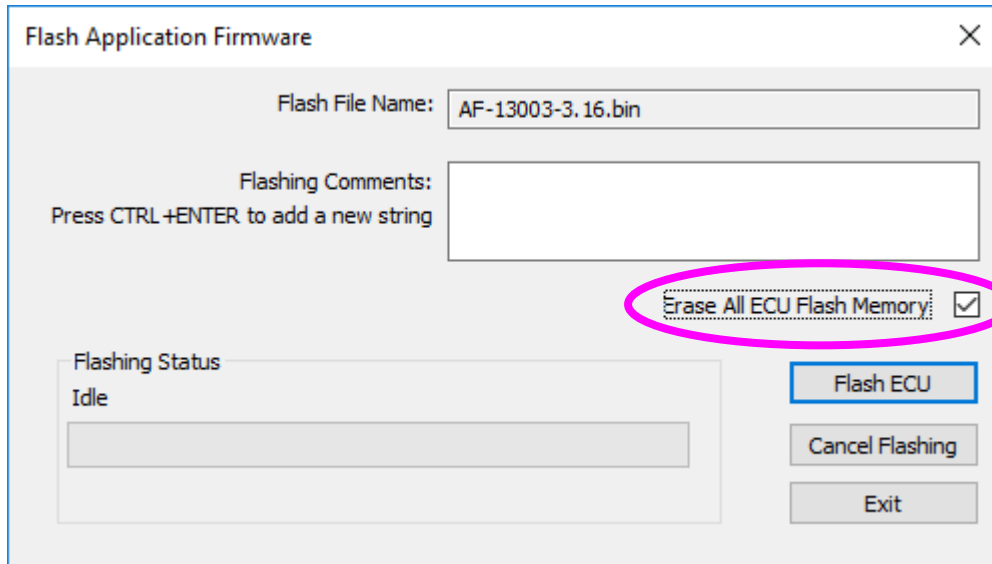 Flash Application Firmware
Flash File Name:
AF-13003-3.16.bin
Flashing Comments:
Press CTRL+ENTER to add a new string
Erase All ECU Flash Memory
Flashing Status
Idle
Flash ECU
Cancel Flashing
Exit